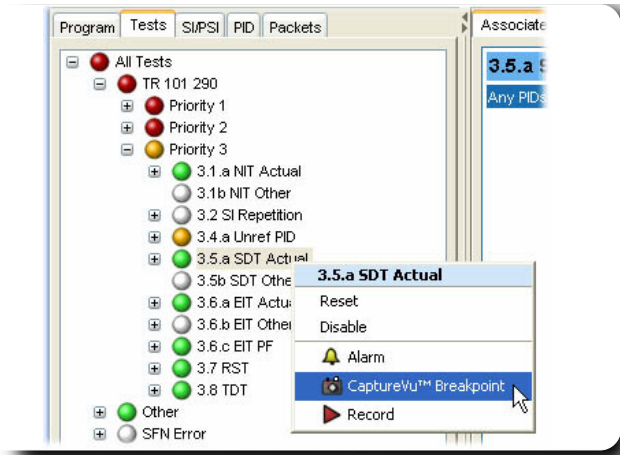 Program Tests SI/PSI PID Packets
All Tests
TR 101 290
Priority 1
Priority 2
Priority 3
3.1.a NIT Actual
3.1b NIT Other
3.2 SI Repetition
3.4.a Unref PID
3.5.a SDT Actual
3.5b SDT Othe
3.6.a EIT Actua
3.6.b EIT Other
3.6.c EIT PF
3.7 RST
3.8 TDT
Other
SFN Error
3.5.a SDT Actual
Reset
Disable
Alarm
CaptureVu™ Breakpoint
Record
Associate
3.5.a S
Any PIDs